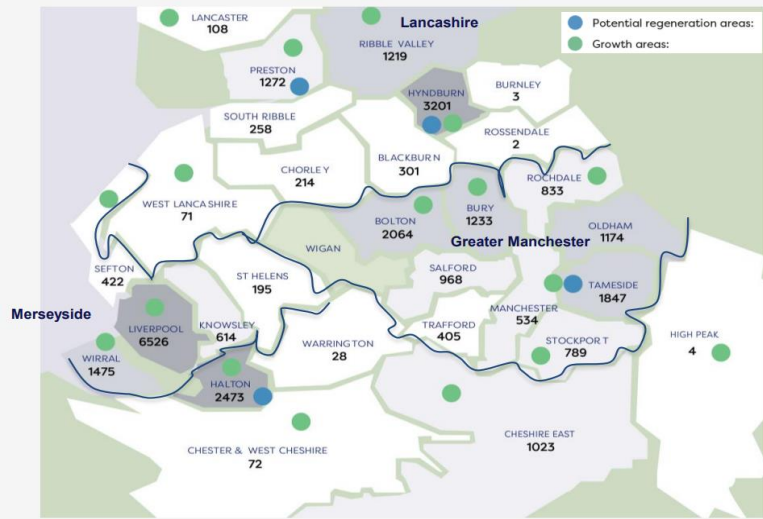 LANCASTER
108
Lancashire
Potential regeneration areas:
Growth areas:
RIBBLE VALLEY
1219
PRESTON
1272
HYNDBURN
3201
BURNLEY
3
SOUTH RIBBLE
258
ROSSENDALE
2
BLACKBURN
301
CHORLEY
214
ROCHDALE
833
WEST LANCASHIRE
71
BOLTON
2064
BURY
1233
OLDHAM
1174
WIGAN
Greater Manchester
SEFTON
422
ST HELENS
195
SALFORD
968
TAMESIDE
1847
Merseyside
LIVERPOOL
6526
KNOWSLEY
614
WARRINGTON
28
TRAFFORD
405
MANCHESTER
534
STOCKPORT
789
HIGH PEAK
4
WIRRAL
1475
HALTON
2473
CHESTER & WEST CHESHIRE
72
CHESHIRE EAST
1023